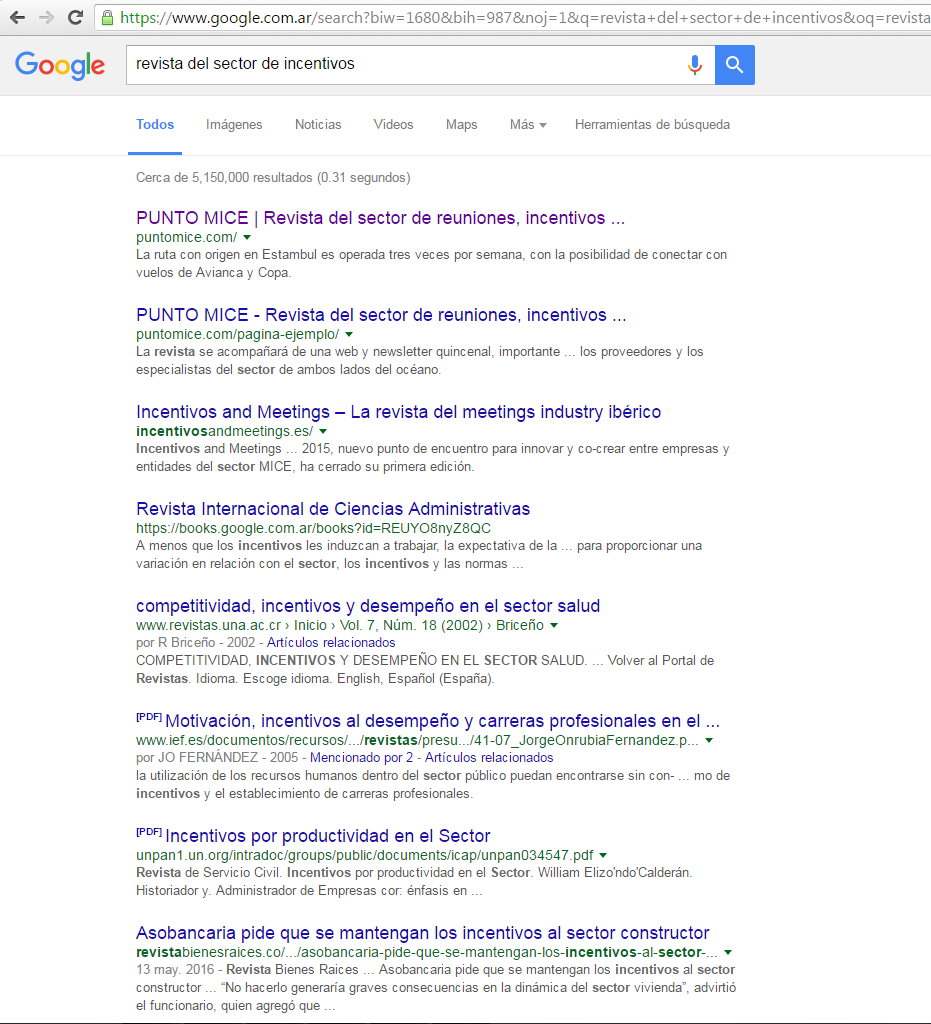 https://www.google.com.ar/search?biw=1680&bih=987&noj=1&q=revista+del+sector+de+incentivos&oq=revista
Google
revista del sector de incentivos
Todos Imágenes Noticias Videos Maps Más Herramientas de búsqueda
Cerca de 5,150,000 resultados (0.31 segundos)
PUNTO MICE | Revista del sector de reuniones, incentivos ...
puntomice.com/
La ruta con origen en Estambul es operada tres veces por semana, con la posibilidad de conectar con
vuelos de Avianca y Copa.
PUNTO MICE - Revista del sector de reuniones, incentivos ...
puntomice.com/pagina-ejemplo/
La revista se acompañará de una web y newsletter quincenal, importante ... los proveedores y los
especialistas del sector de ambos lados del océano.
Incentivos and Meetings – La revista del meetings industry ibérico
incentivosandmeetings.es/
Incentivos and Meetings ... 2015, nuevo punto de encuentro para innovar y co-crear entre empresas y
entidades del sector MICE, ha cerrado su primera edición.
Revista Internacional de Ciencias Administrativas
https://books.google.com.ar/books?id=REUYO8nyZ8QC
A menos que los incentivos les induzcan a trabajar, la expectativa de la ... para proporcionar una
variación en relación con el sector, los incentivos y las normas ...
competitividad, incentivos y desempeño en el sector salud
www.revistas.una.ac.cr › Inicio › Vol. 7, Núm. 18 (2002) › Briceño
por R Briceño - 2002 - Artículos relacionados
COMPETITIVIDAD, INCENTIVOS Y DESEMPEÑO EN EL SECTOR SALUD. ... Volver al Portal de
Revistas. Idioma. Escoge idioma. English, Español (España).
[PDF] Motivación, incentivos al desempeño y carreras profesionales en el ...
www.ief.es/documentos/recursos/.../revistas/presu.../41-07_JorgeOnrubiaFernandez.p...
por JO FERNÁNDEZ - 2005 - Mencionado por 2 - Artículos relacionados
la utilización de los recursos humanos dentro del sector público puedan encontrarse sin con- ... mo de
incentivos y el establecimiento de carreras profesionales.
[PDF] Incentivos por productividad en el Sector
unpan1.un.org/intradoc/groups/public/documents/icap/unpan034547.pdf
Revista de Servicio Civil. Incentivos por productividad en el Sector. William Elizo'ndo'Calderán.
Historiador y. Administrador de Empresas cor: énfasis en ...
Asobancaria pide que se mantengan los incentivos al sector constructor
revistabienesraices.co/.../asobancaria-pide-que-se-mantengan-los-incentivos-al-sector-...
13 may. 2016 - Revista Bienes Raices ... Asobancaria pide que se mantengan los incentivos al sector
constructor ... “No hacerlo generaría graves consecuencias en la dinámica del sector vivienda”, advirtió
el funcionario, quien agregó que ...